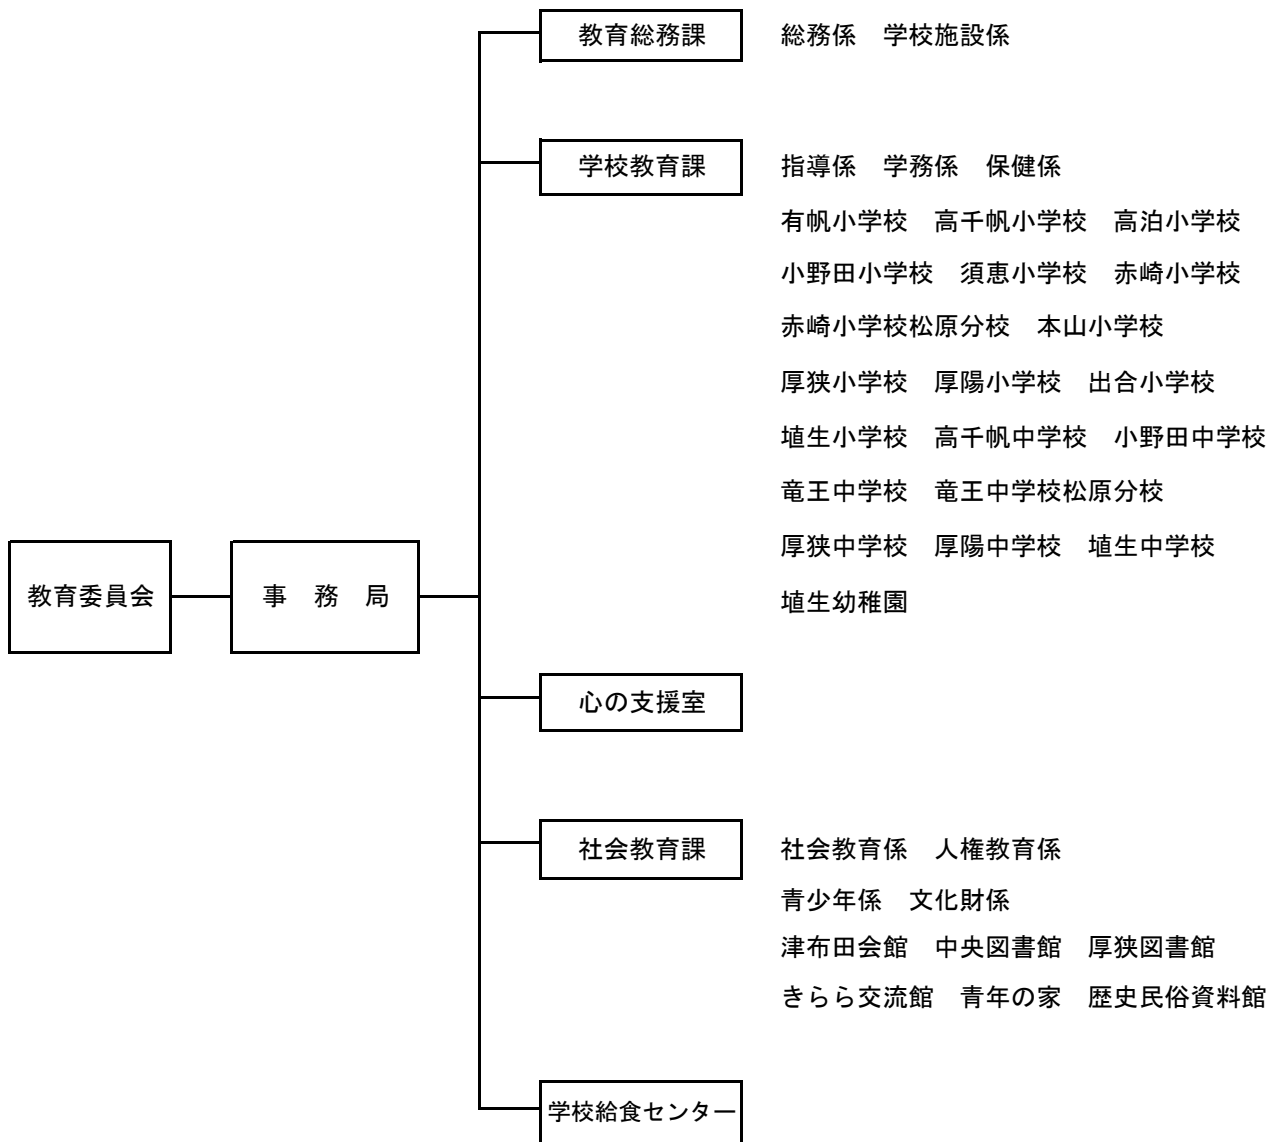 教育総務課　総務係　学校施設係
学校教育課　指導係　学務係　保健係
有帆小学校　高千帆小学校　高泊小学校
小野田小学校　須恵小学校　赤崎小学校
赤崎小学校松原分校　本山小学校
厚狭小学校　厚陽小学校　出合小学校
埴生小学校　高千帆中学校　小野田中学校
竜王中学校　竜王中学校松原分校
厚狭中学校　厚陽中学校　埴生中学校
教育委員会　事　務　局
埴生幼稚園
心の支援室
社会教育課　社会教育係　人権教育係
青少年係　文化財係
津布田会館　中央図書館　厚狭図書館
きらら交流館　青年の家　歴史民俗資料館
学校給食センター